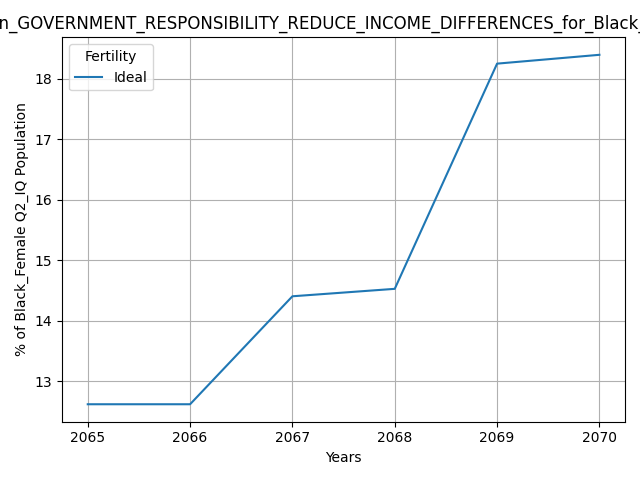 n_GOVERNMENT_RESPONSIBILITY_REDUCE_INCOME_DIFFERENCES_for_Black_
Fertility
Ideal
% of Black_Female Q2_IQ Population
18
17
16
15
14
13
2065 2066 2067 2068 2069 2070
Years